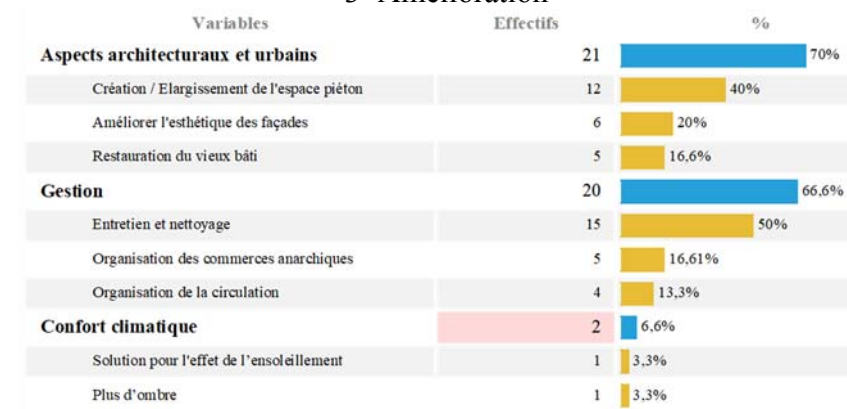 3- Amélioration
Variables Effectifs %
Aspects architecturaux et urbains 21 70%
Création / Elargissement de l'espace piéton 12 40%
Améliorer l'esthétique des façades 6 20%
Restauration du vieux bâti 5 16,6%
Gestion 20 66,6%
Entretien et nettoyage 15 50%
Organisation des commerces anarchiques 5 16,61%
Organisation de la circulation 4 13,3%
Confort climatique 2 6,6%
Solution pour l'effet de l’ensoleillement 1 3,3%
Plus d’ombre 1 3,3%